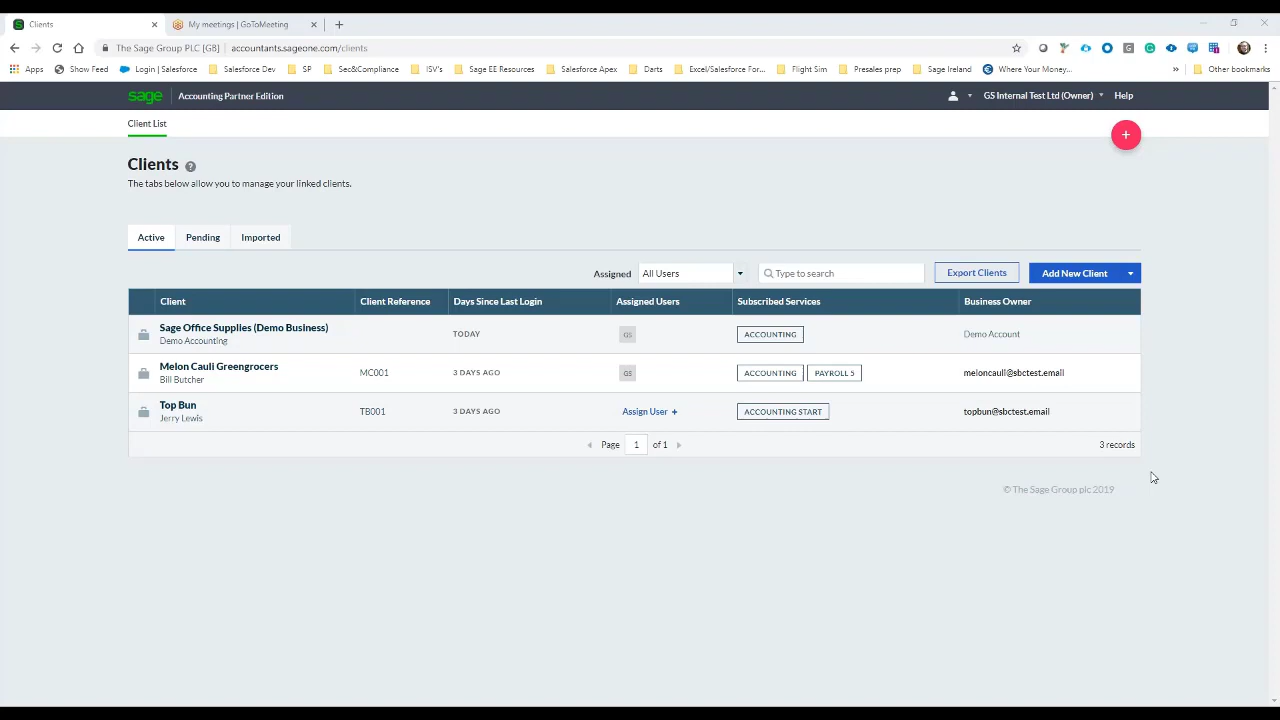 Clients
My meetings | GoToMeeting
The Sage Group PLC [GB] | accountants.sageone.com/clients
Apps Show Feed Login | Salesforce Salesforce Dev SP Sec&Compliance ISV's Sage EE Resources Salesforce Apex Darts Excel/Salesforce For... Flight Sim Presales prep Sage Ireland Where Your Money... » Other bookmarks
sage Accounting Partner Edition GS Internal Test Ltd (Owner) Help
Client List
+
Clients ?
The tabs below allow you to manage your linked clients.
Active Pending Imported
Assigned All Users Type to search Export Clients Add New Client
Client Client Reference Days Since Last Login Assigned Users Subscribed Services Business Owner
Sage Office Supplies (Demo Business) TODAY GS ACCOUNTING Demo Account
Demo Accounting
Melon Cauli Greengrocers MC001 3 DAYS AGO GS ACCOUNTING PAYROLL 5 meloncauli@sbctest.email
Bill Butcher
Top Bun TB001 3 DAYS AGO Assign User + ACCOUNTING START topbun@sbctest.email
Jerry Lewis
Page 1 of 1 3 records
© The Sage Group plc 2019